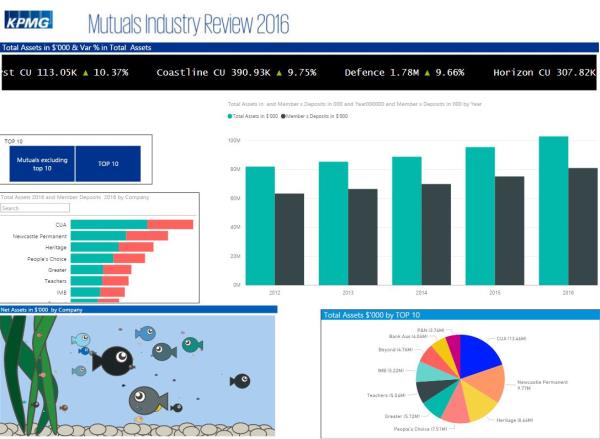 KPMG
Mutuals Industry Review 2016
Total Assets in $'000 & Var % in Total Assets
st CU 113.05K ▲ 10.37% Coastline CU 390.93K ▲ 9.75% Defence 1.78M ▲ 9.66% Horizon CU 307.82K
Total Assets in and Member s Deposits in 000 and Year000000 and Member s Deposits in 000 by Year
Total Assets in $'000 Member s Deposits in $'000
100M
80M
60M
40M
20M
0M
2012 2013 2014 2015 2016
TOP 10
Mutuals excluding
top 10
TOP 10
Total Assets 2016 and Member Deposits 2016 by Company
Search
CUA
Newcastle Permanent
Heritage
People's Choice
Greater
Teachers
IMB
Net Assets in $'000 by Company
Total Assets $'000 by TOP 10
P&N (3.76M)
Bank Aus (4.06M)
Beyond (4.76M)
IMB (5.22M)
Teachers (5.56M)
Greater (5.72M)
People's Choice (7.51M)
Heritage (8.64M)
Newcastle Permanent
9.77M
CUA (13.46M)